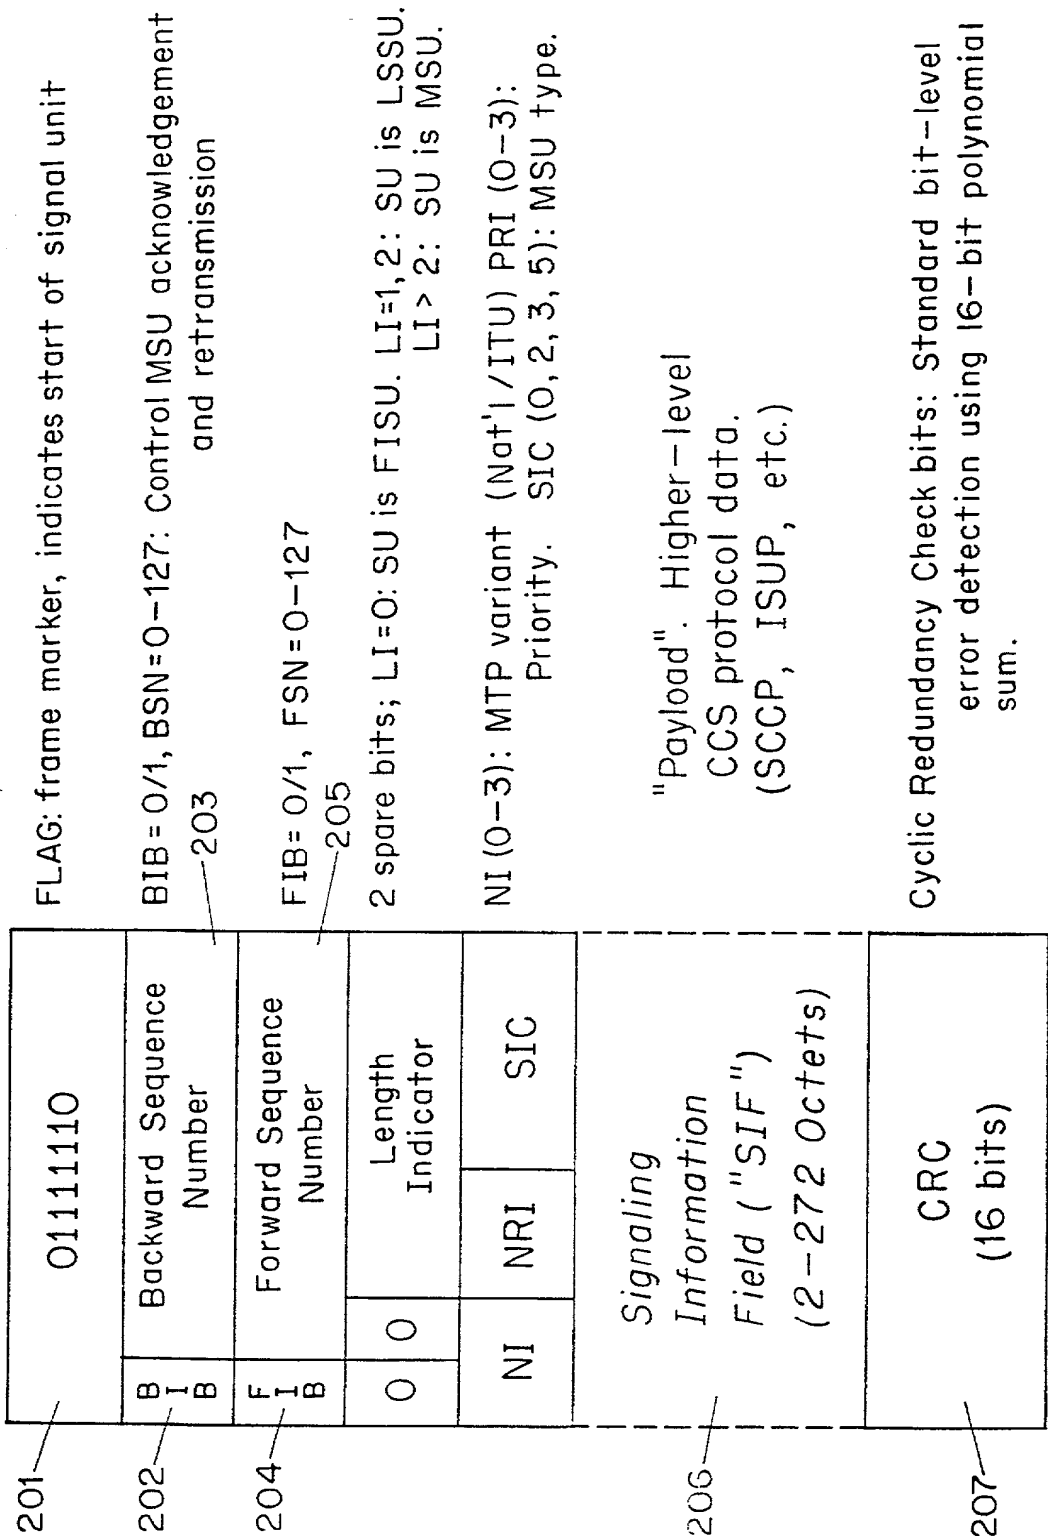 201
01111110
FLAG: frame marker, indicates start of signal unit
202
BIB
Backward Sequence
Number
203
BIB = 0/1, BSN = 0-127: Control MSU acknowledgement
and retransmission
204
FIB
Forward Sequence
Number
205
FIB = 0/1, FSN = 0-127
0
0
Length
Indicator
2 spare bits; LI = 0: SU is FISU. LI=1,2: SU is LSSU.
LI > 2: SU is MSU.
NI
NRI
SIC
NI (0-3): MTP variant (Nat'l / ITU) PRI (0-3):
Priority. SIC (0, 2, 3, 5): MSU type.
206
Signaling
Information
Field ("SIF")
(2-272 Octets)
"Payload". Higher-level
CCS protocol data.
(SCCP, ISUP, etc.)
207
CRC
(16 bits)
Cyclic Redundancy Check bits: Standard bit-level
error detection using 16-bit polynomial
sum.